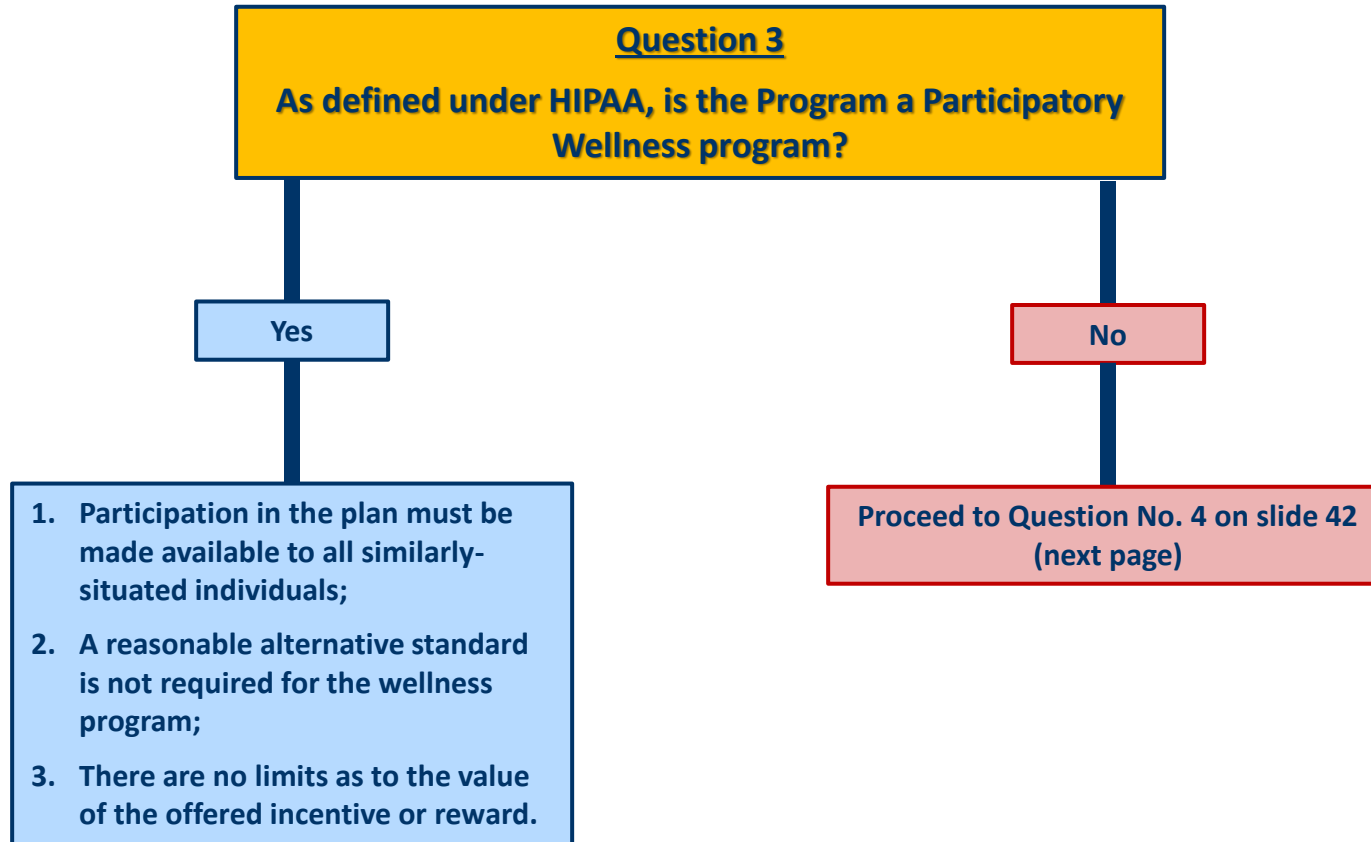 Question 3
As defined under HIPAA, is the Program a Participatory
Wellness program?
Yes
No
1. Participation in the plan must be
made available to all similarly-
situated individuals;
2. A reasonable alternative standard
is not required for the wellness
program;
3. There are no limits as to the value
of the offered incentive or reward.
Proceed to Question No. 4 on slide 42
(next page)